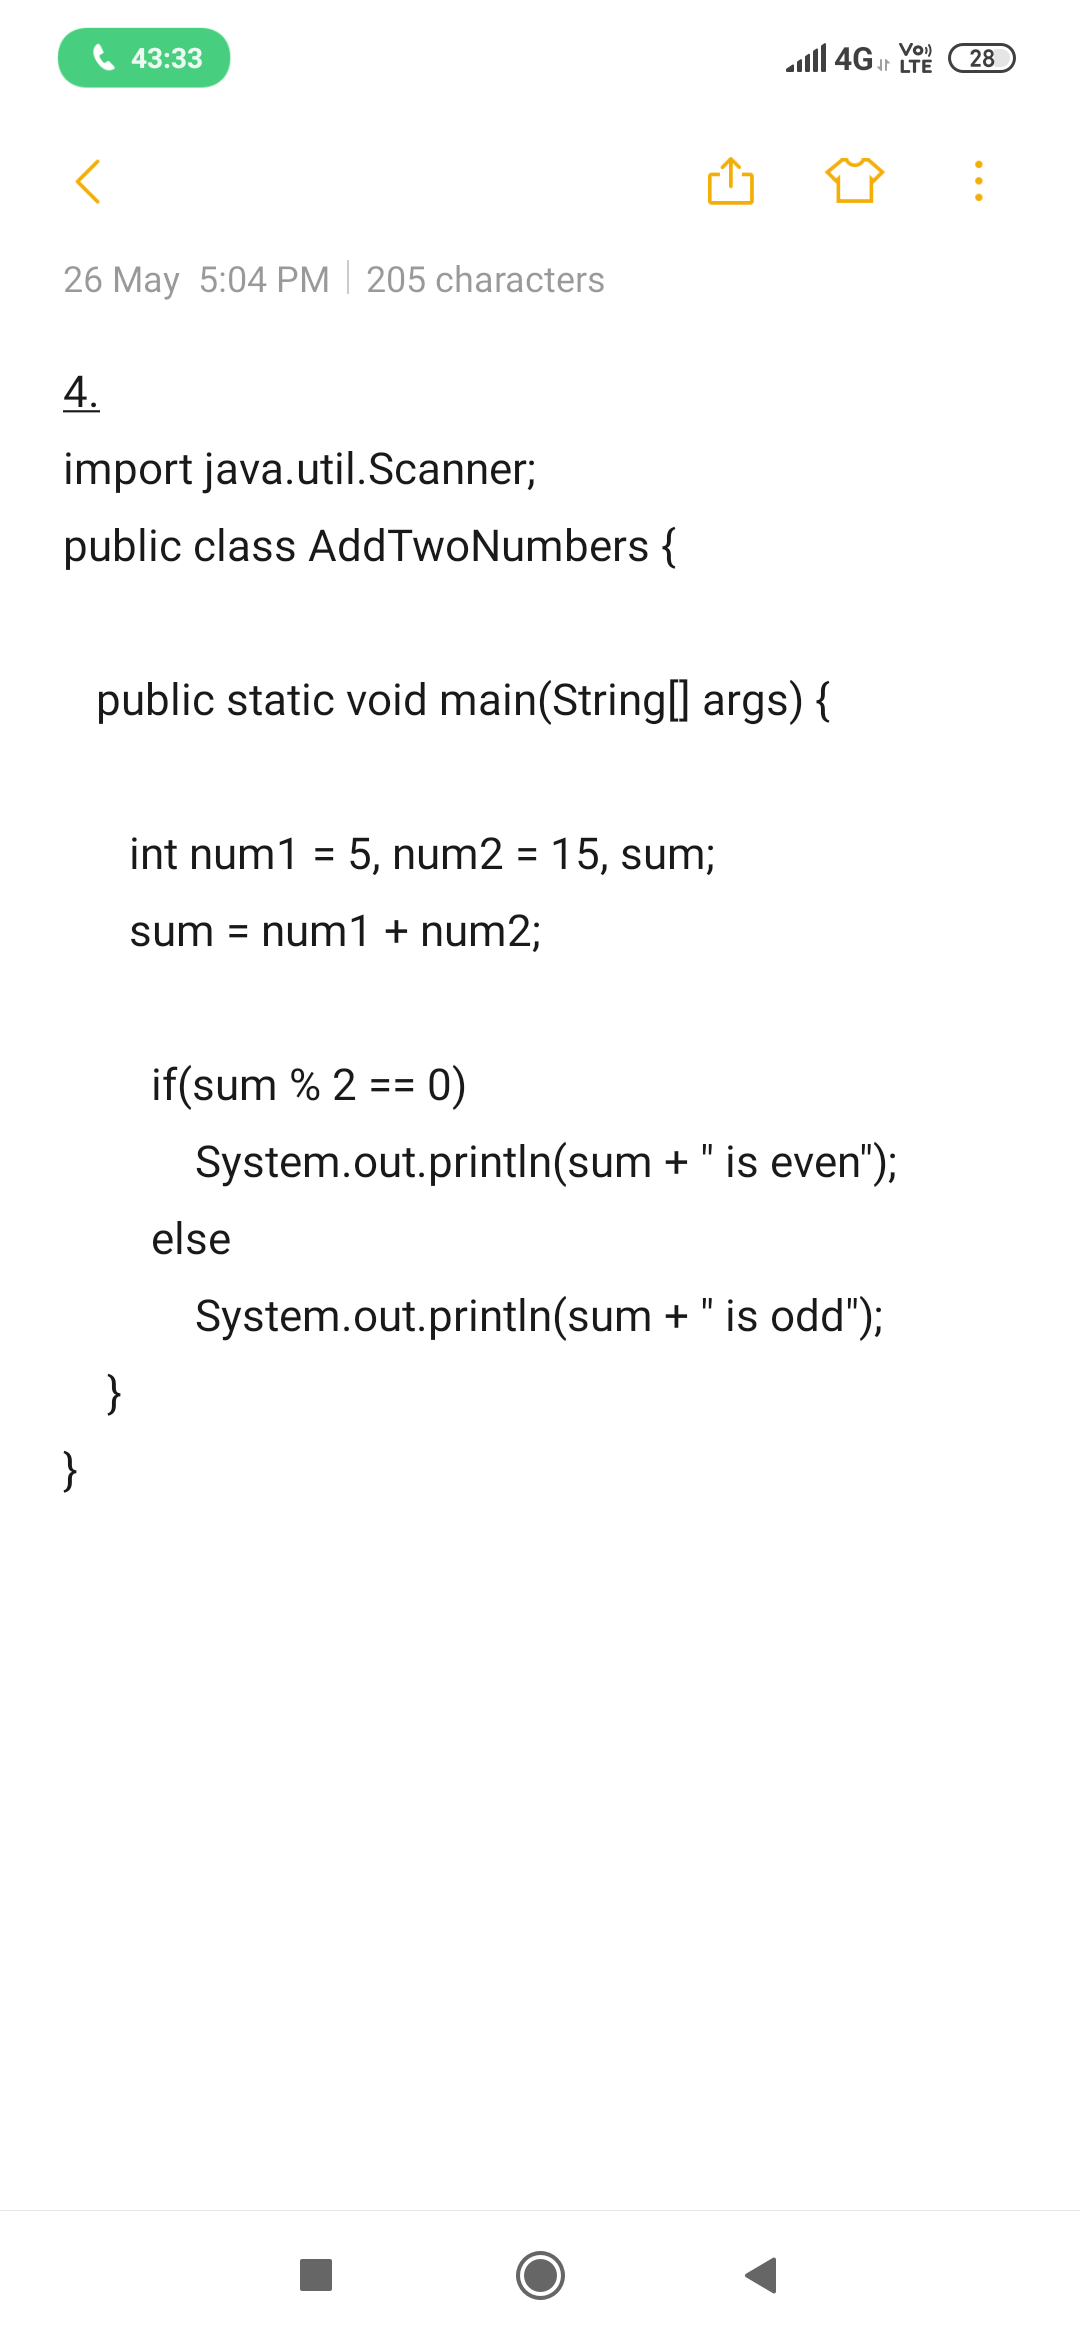 43:33 4G Vo) LTE 28
26 May 5:04 PM | 205 characters
4.
import java.util.Scanner;
public class AddTwoNumbers {
public static void main(String[] args) {
int num1 = 5, num2 = 15, sum;
sum = num1 + num2;
if(sum % 2 == 0)
System.out.println(sum + " is even");
else
System.out.println(sum + " is odd");
}
}